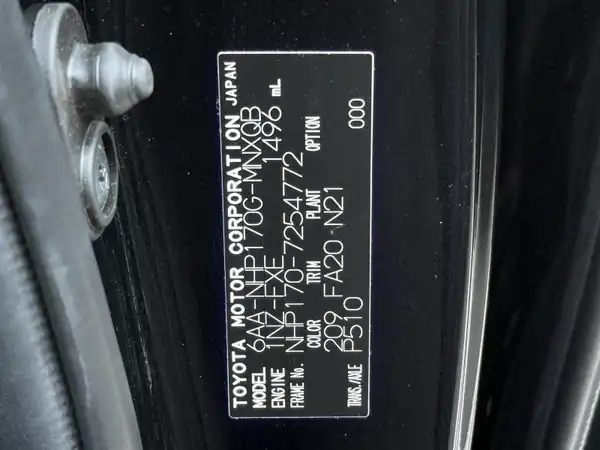 TOYOTA MOTOR CORPORATION JAPAN
MODEL 6AA-NHP170G-MNXQB
ENGINE 1NZ-FXE 1496 mL
FRAME No. NHP170-7254772
COLOR TRIM PLANT OPTION
209 FA20 N21 000
TRANS./AXLE P510